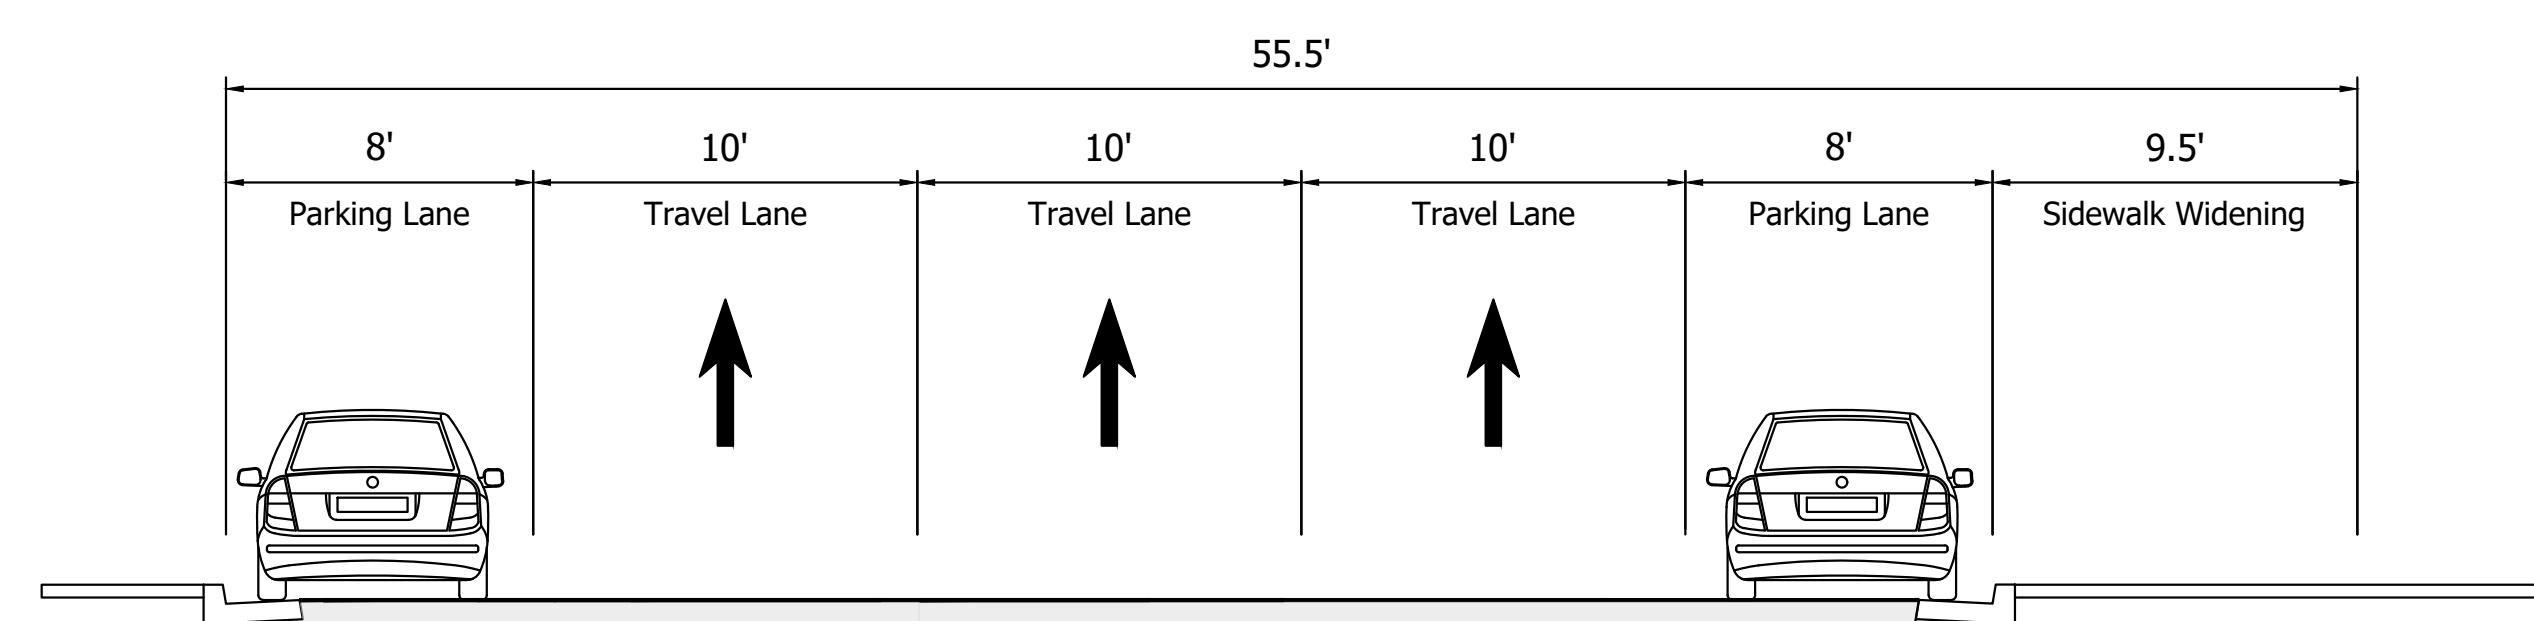 55.5'
8' 10' 10' 10' 8' 9.5'
Parking Lane Travel Lane Travel Lane Travel Lane Parking Lane Sidewalk Widening